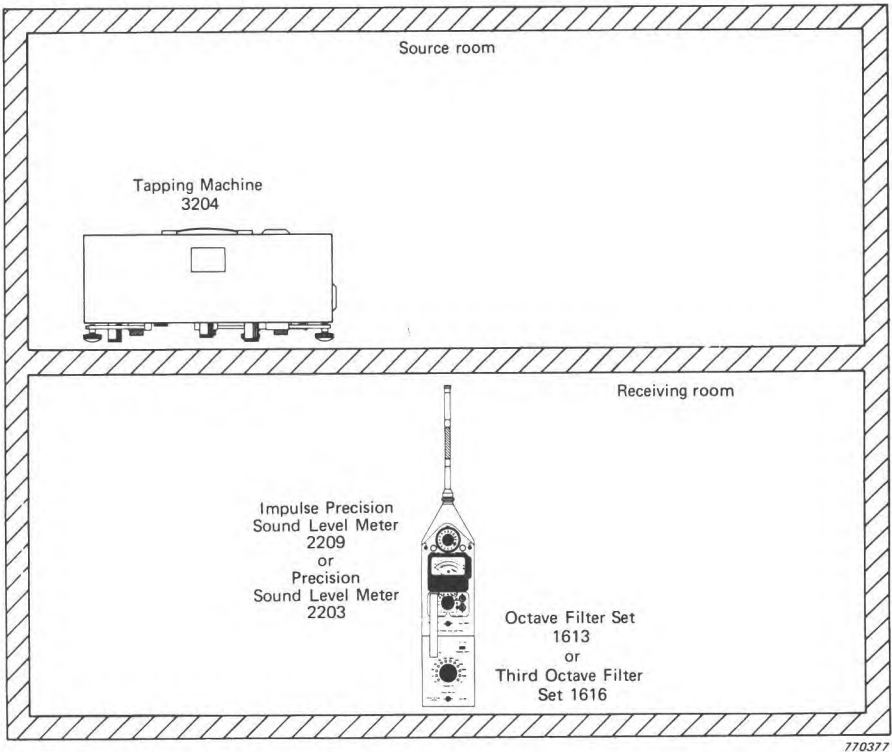 Source room
Tapping Machine
3204
Receiving room
Impulse Precision
Sound Level Meter
2209
or
Precision
Sound Level Meter
2203
Octave Filter Set
1613
or
Third Octave Filter
Set 1616
770377